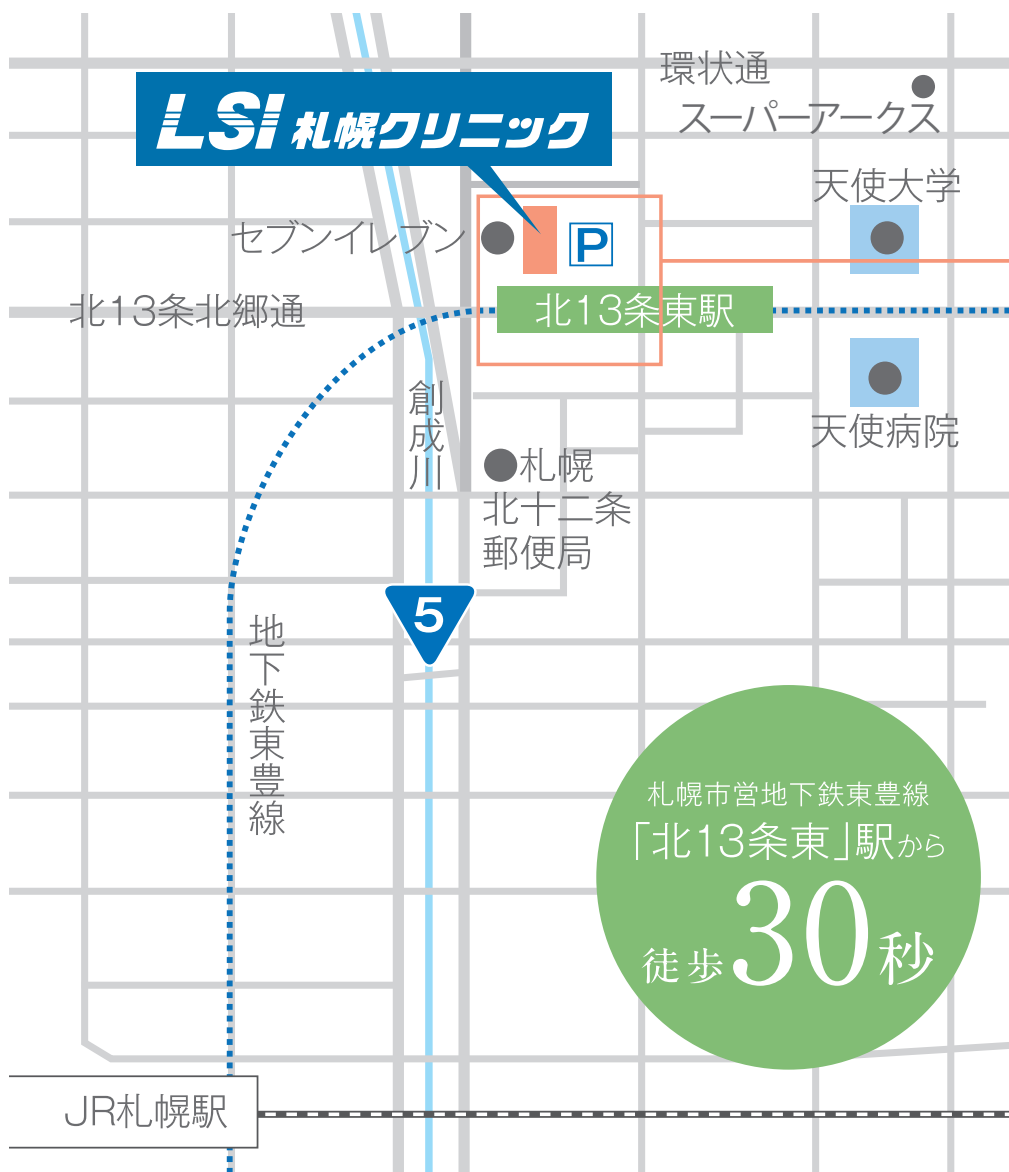 環状通
スーパーアークス
LSI 札幌クリニック
天使大学
セブンイレブン
P
北13条北郷通
北13条東駅
創成川
天使病院
札幌
北十二条
郵便局
5
地下鉄東豊線
札幌市営地下鉄東豊線
「北13条東」駅から
徒歩30秒
JR札幌駅